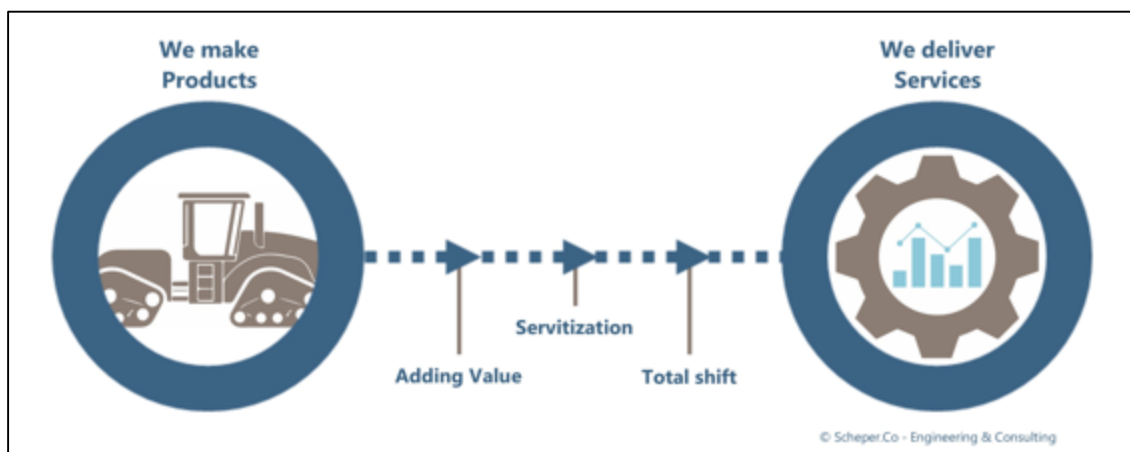 We make
Products
We deliver
Services
Servitization
Adding Value
Total shift
© Scheper.Co - Engineering & Consulting